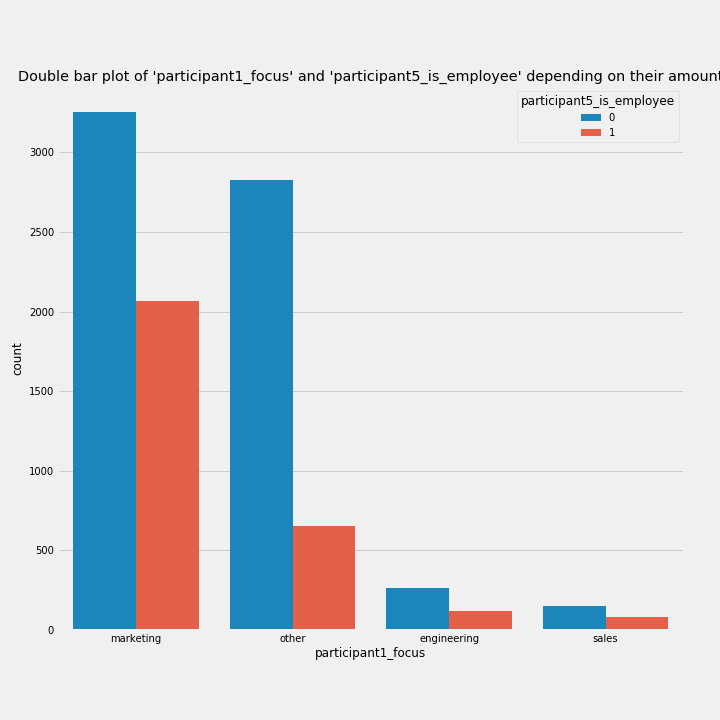 Double bar plot of 'participant1_focus' and 'participant5_is_employee' depending on their amount
participant5_is_employee
0
1
3000
2500
2000
1500
1000
500
0
count
marketing other engineering sales
participant1_focus